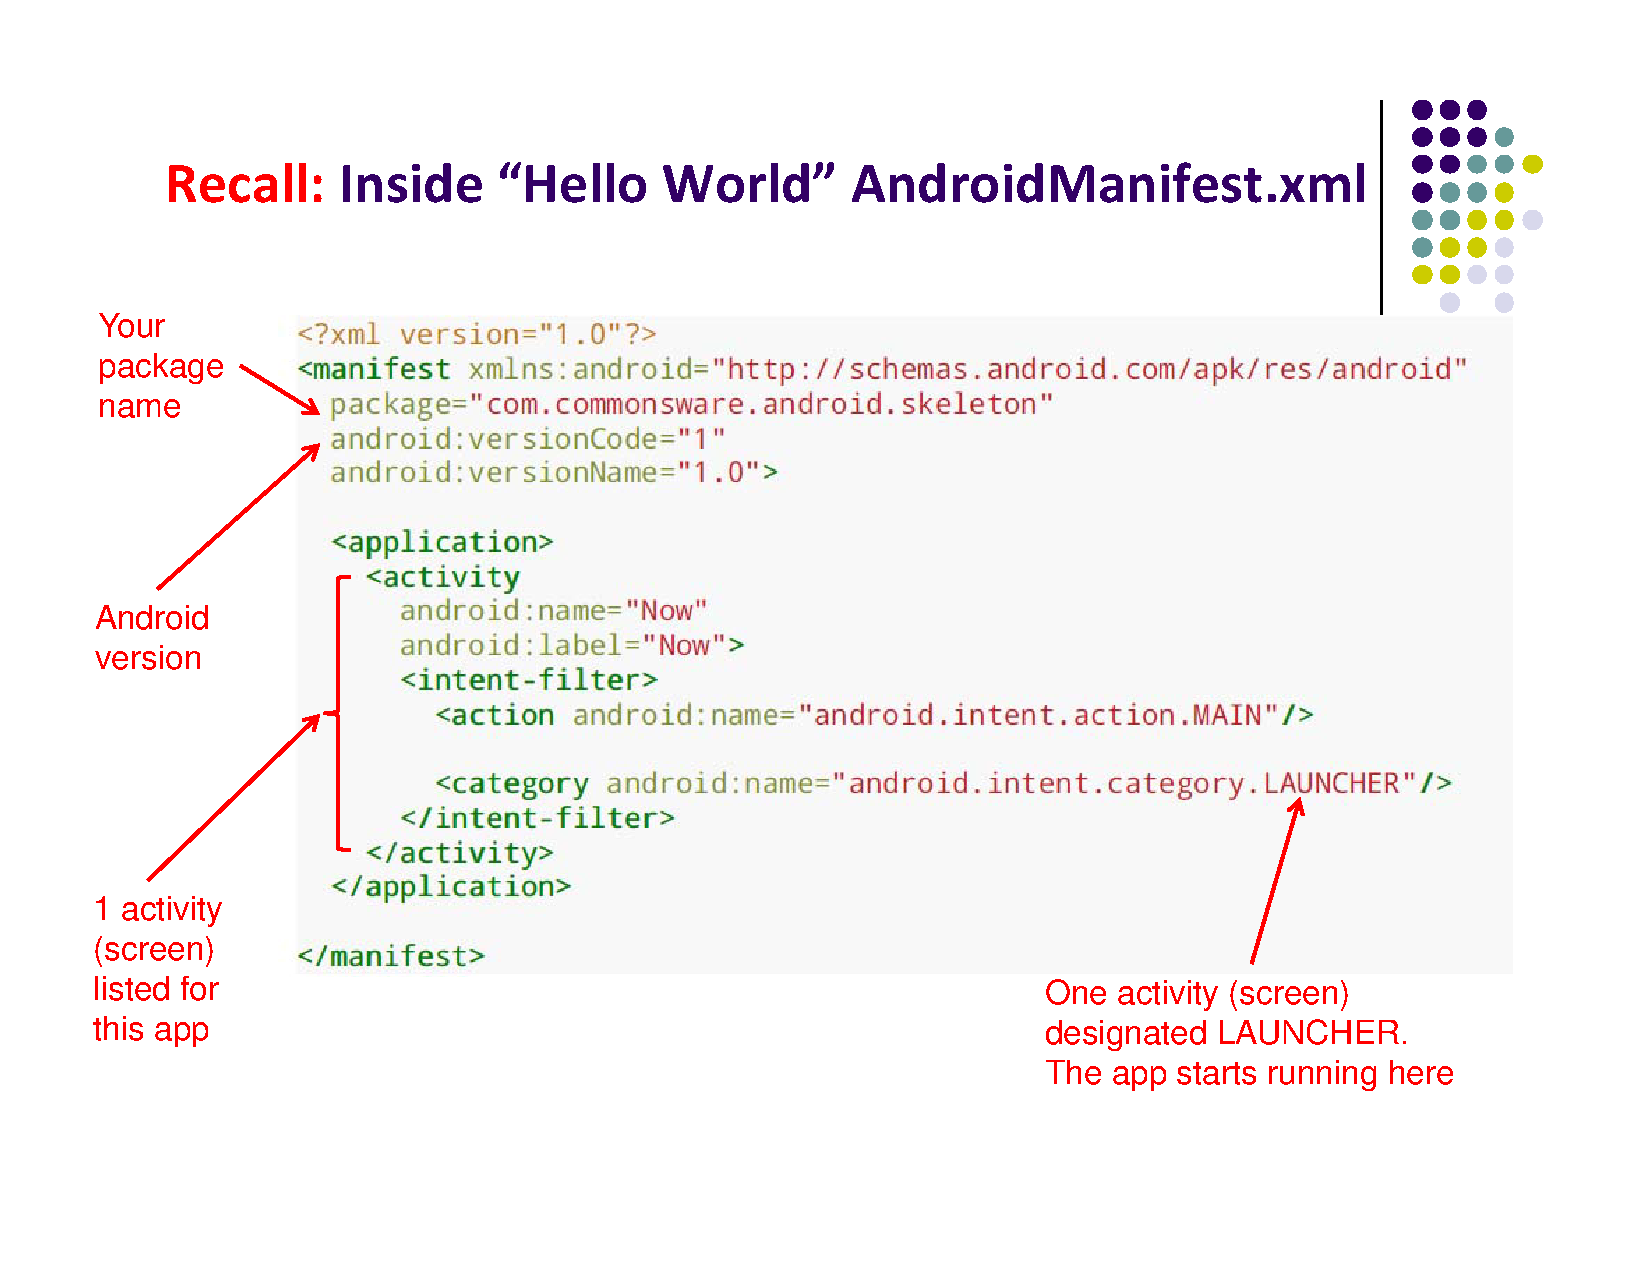 Recall: Inside “Hello World” AndroidManifest.xml
Your
package
name
<?xml version="1.0"?>
<manifest xmlns:android="http://schemas.android.com/apk/res/android"
package="com.commonsware.android.skeleton"
android:versionCode="1"
android:versionName="1.0">
<application>
<activity
android:name="Now"
android:label="Now">
<intent-filter>
<action android:name="android.intent.action.MAIN"/>
<category android:name="android.intent.category.LAUNCHER"/>
</intent-filter>
</activity>
</application>
</manifest>
Android
version
1 activity
(screen)
listed for
this app
One activity (screen)
designated LAUNCHER.
The app starts running here